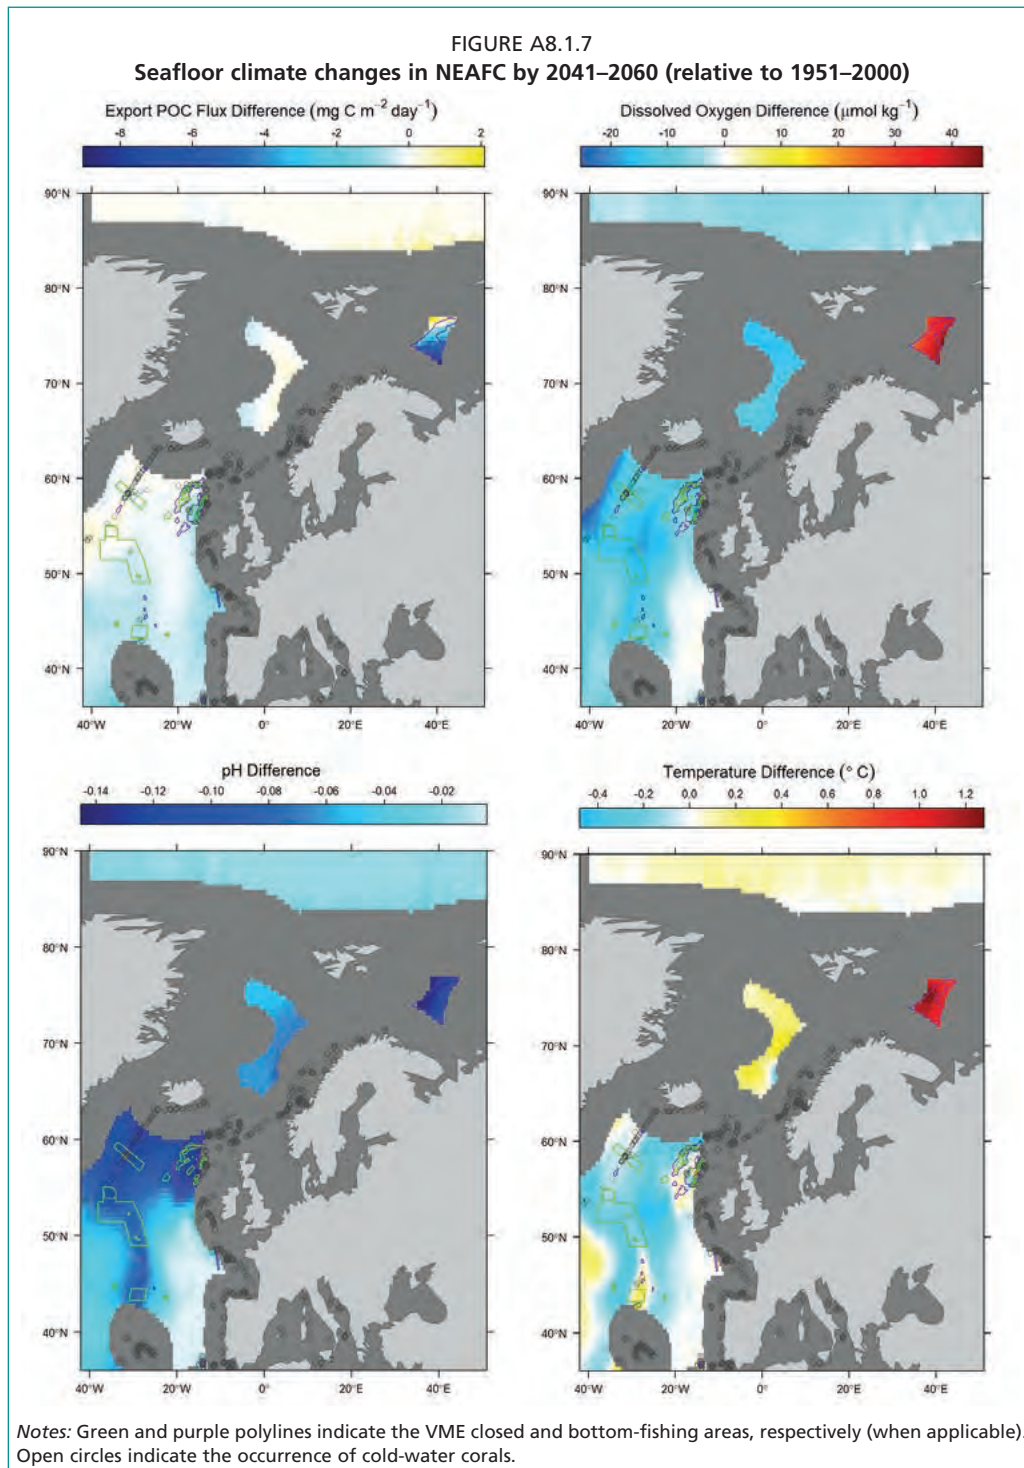 FIGURE A8.1.7
Seafloor climate changes in NEAFC by 2041–2060 (relative to 1951–2000)
Export POC Flux Difference (mg C m⁻² day⁻¹)
-8 -6 -4 -2 0 2
90°N
80°N
70°N
60°N
50°N
40°N
40°W 20°W 0° 20°E 40°E
Dissolved Oxygen Difference (μmol kg⁻¹)
-20 -10 0 10 20 30 40
90°N
80°N
70°N
60°N
50°N
40°N
40°W 20°W 0° 20°E 40°E
pH Difference
-0.14 -0.12 -0.10 -0.08 -0.06 -0.04 -0.02
90°N
80°N
70°N
60°N
50°N
40°N
40°W 20°W 0° 20°E 40°E
Temperature Difference (° C)
-0.4 -0.2 0.0 0.2 0.4 0.6 0.8 1.0 1.2
90°N
80°N
70°N
60°N
50°N
40°N
40°W 20°W 0° 20°E 40°E
Notes: Green and purple polylines indicate the VME closed and bottom-fishing areas, respectively (when applicable).
Open circles indicate the occurrence of cold-water corals.